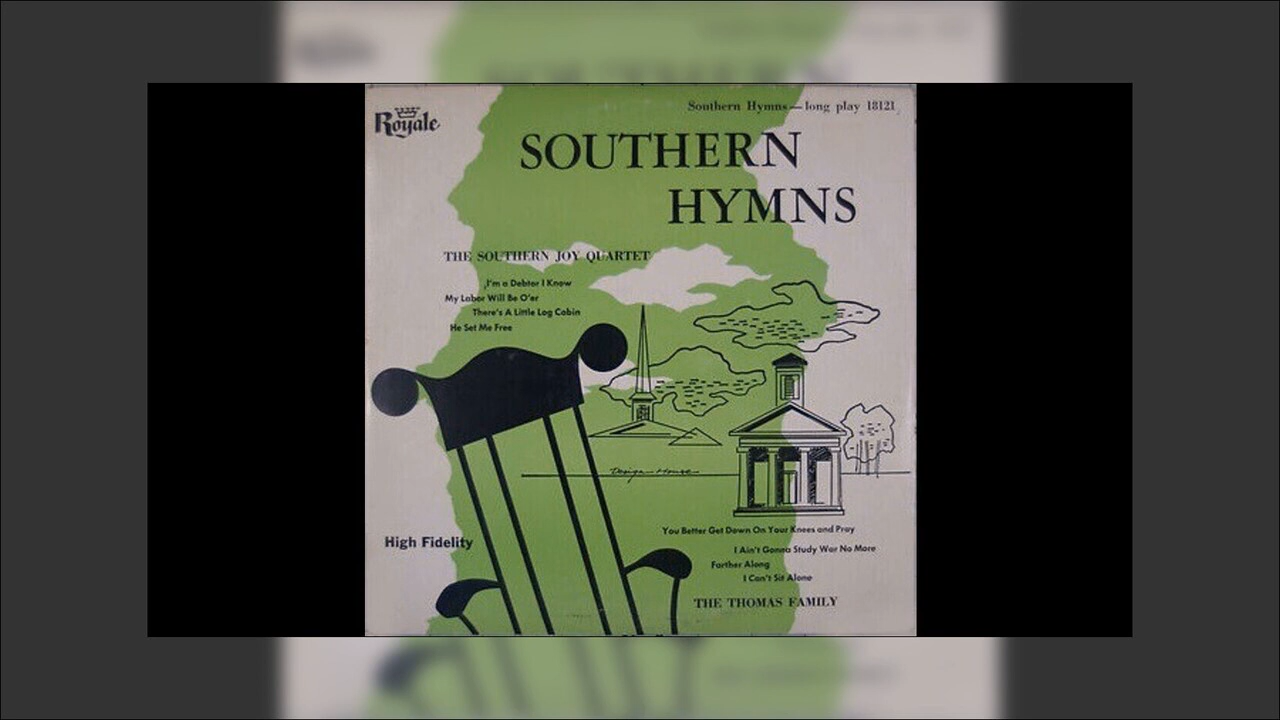 Royale
Southern Hymns—long play 18121
SOUTHERN
HYMNS
THE SOUTHERN JOY QUARTET
I'm a Debtor I Know
My Labor Will Be O'er
There's A Little Log Cabin
He Set Me Free
Design House
High Fidelity
You Better Get Down On Your Knees and Pray
I Ain't Gonna Study War No More
Farther Along
I Can't Sit Alone
THE THOMAS FAMILY